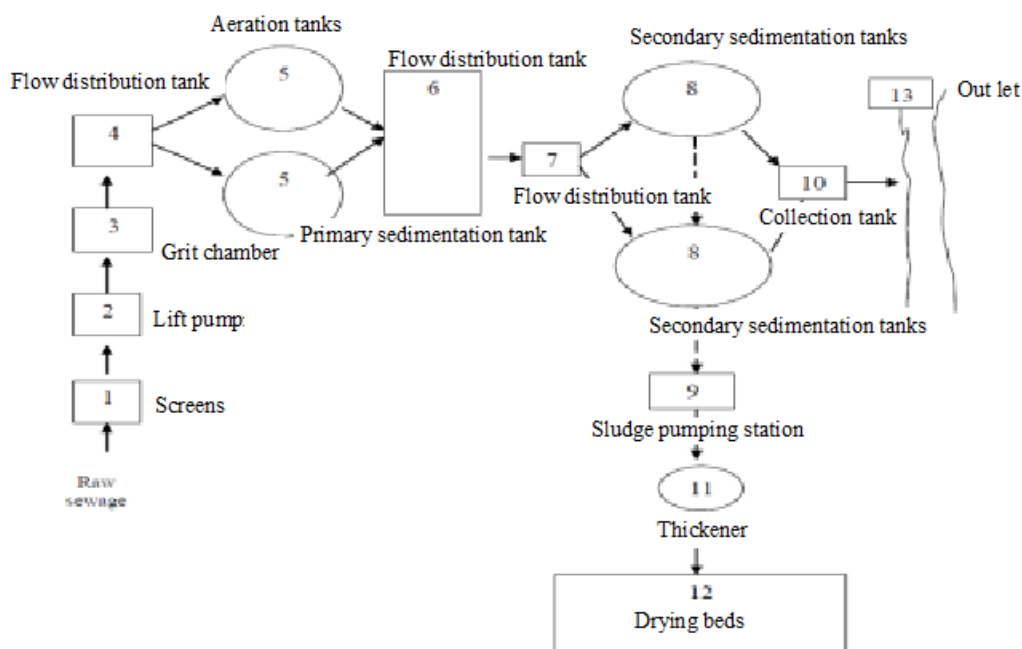 Aeration tanks
Flow distribution tank
5
Flow distribution tank
6
Secondary sedimentation tanks
8
13
Out let
4
5
7
Flow distribution tank
10
Collection tank
3
Grit chamber
Primary sedimentation tank
8
2
Lift pump
Secondary sedimentation tanks
1
Screens
9
Sludge pumping station
Raw
sewage
11
Thickener
12
Drying beds